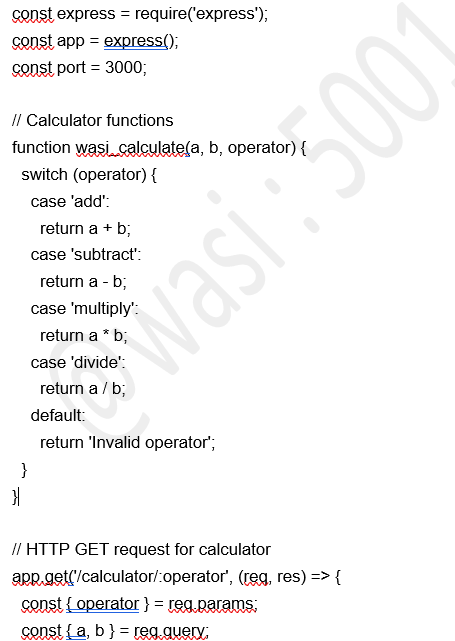 const express = require('express');
const app = express();
const port = 3000;
// Calculator functions
function wasi_calculate(a, b, operator) {
switch (operator) {
case 'add':
return a + b;
case 'subtract':
return a - b;
case 'multiply':
return a * b;
case 'divide':
return a / b;
default:
return 'Invalid operator';
}
}
// HTTP GET request for calculator
app.get('/calculator/:operator', (req, res) => {
const { operator } = req.params;
const { a, b } = req.query;
@wasi : 5001